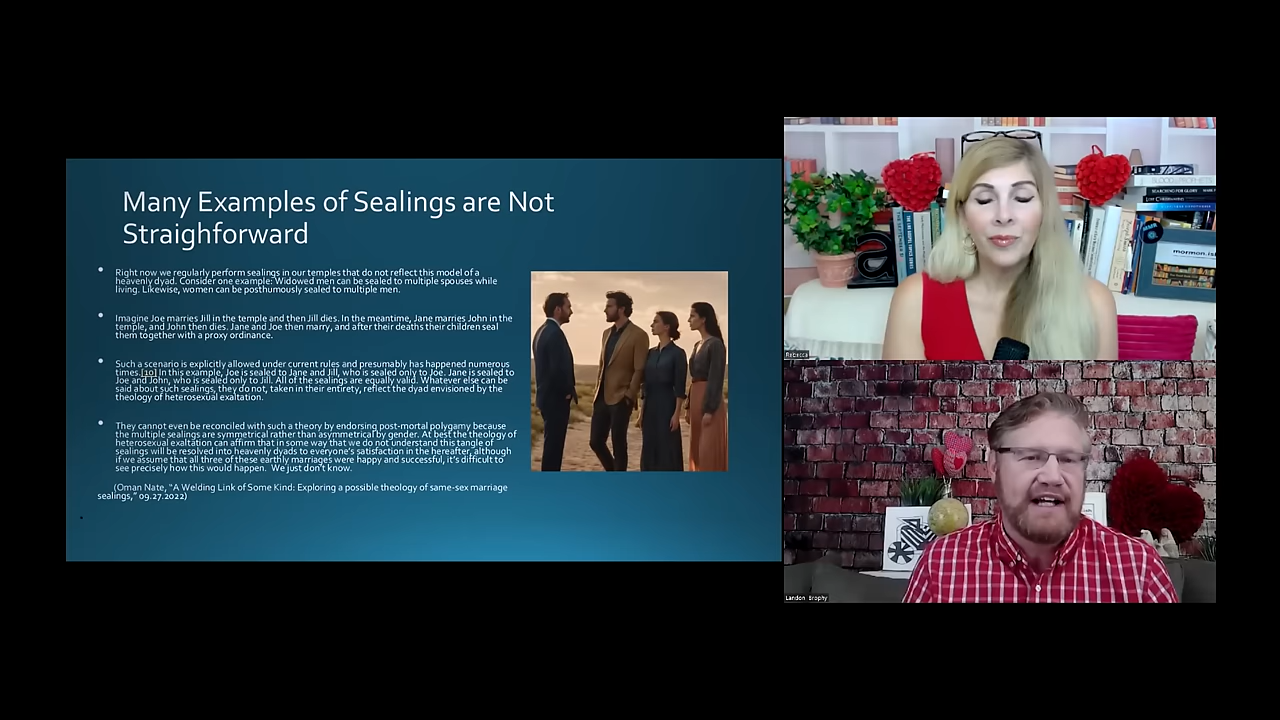 Many Examples of Sealings are Not
Straighforward
Right now we regularly perform sealings in our temples that do not reflect this model of a
heavenly dyad. Consider one example: Widowed men can be sealed to multiple spouses while
living. Likewise, women can be posthumously sealed to multiple men.
Imagine Joe marries Jill in the temple and then Jill dies. In the meantime, Jane marries John in the
temple, and John then dies. Jane and Joe then marry, and after their deaths their children seal
them together with a proxy ordinance.
Such a scenario is explicitly allowed under current rules and presumably has happened numerous
times.[10] In this example, Joe is sealed to Jane and Jill, who is sealed only to Joe. Jane is sealed to
Joe and John, who is sealed only to Jill. All of the sealings are equally valid. Whatever else can be
said about such sealings, they do not, taken in their entirety, reflect the dyad envisioned by the
theology of heterosexual exaltation.
They cannot even be reconciled with such a theory by endorsing post-mortal polygamy because
the multiple sealings are symmetrical rather than asymmetrical by gender. At best the theology of
heterosexual exaltation can affirm that in some way that we do not understand this tangle of
sealings will be resolved into heavenly dyads to everyone's satisfaction in the hereafter, although
if we assume that all three of these earthly marriages were happy and successful, it's difficult to
see precisely how this would happen. We just don't know.
(Oman Nate, "A Welding Link of Some Kind: Exploring a possible theology of same-sex marriage
sealings," 09.27.2022)
Rebecca
a
mormon.ish
Landon Brophy